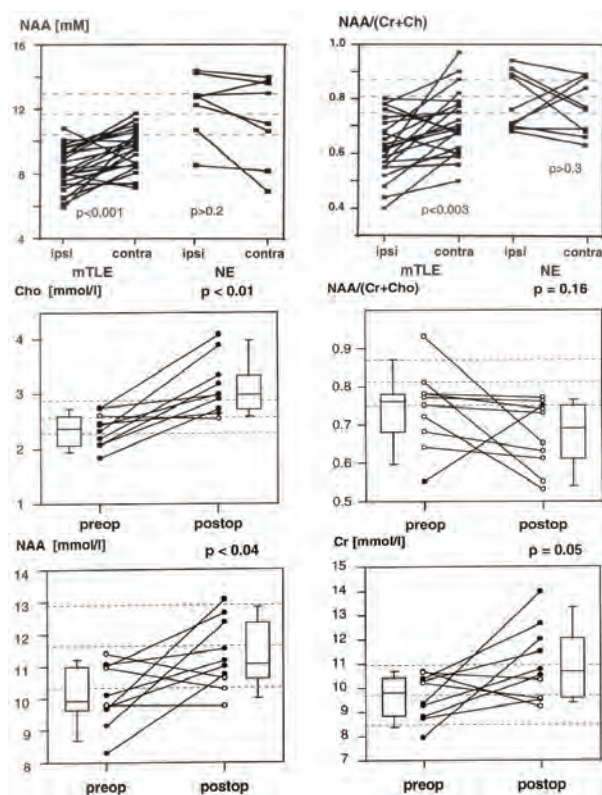 NAA [mM]
16
12
8
4
p<0.001
p>0.2
ipsi contra ipsi contra
mTLE NE
NAA/(Cr+Ch)
1.0
0.8
0.6
0.4
0.2
p<0.003
p>0.3
ipsi contra ipsi contra
mTLE NE
Cho [mmol/l] p < 0.01
4
3
2
1
preop postop
NAA/(Cr+Cho) p = 0.16
0.9
0.8
0.7
0.6
0.5
preop postop
NAA [mmol/l] p < 0.04
14
13
12
11
10
9
8
preop postop
Cr [mmol/l] p = 0.05
15
14
13
12
11
10
9
8
7
preop postop